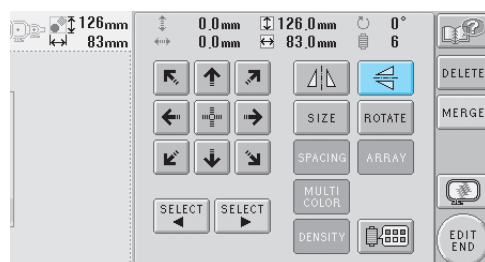 126mm
83mm
0.0mm 126.0mm 0°
0.0mm 83.0mm 6
DELETE
SIZE ROTATE MERGE
SPACING ARRAY
MULTI COLOR
SELECT SELECT
DENSITY
EDIT END